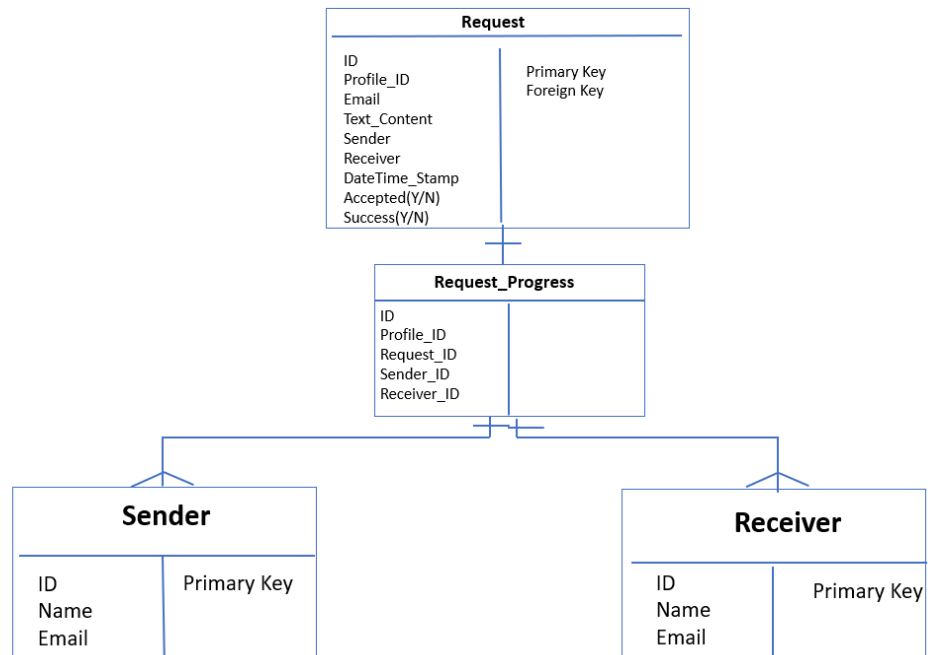 Request
ID
Profile_ID
Email
Text_Content
Sender
Receiver
DateTime_Stamp
Accepted(Y/N)
Success(Y/N)
Primary Key
Foreign Key
Request_Progress
ID
Profile_ID
Request_ID
Sender_ID
Receiver_ID
Sender
ID
Name
Email
Primary Key
Receiver
ID
Name
Email
Primary Key